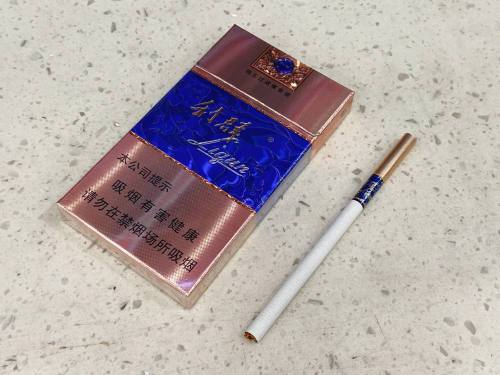 利群
Liqun®
本公司提示
吸烟有害健康
请勿在禁烟场所吸烟